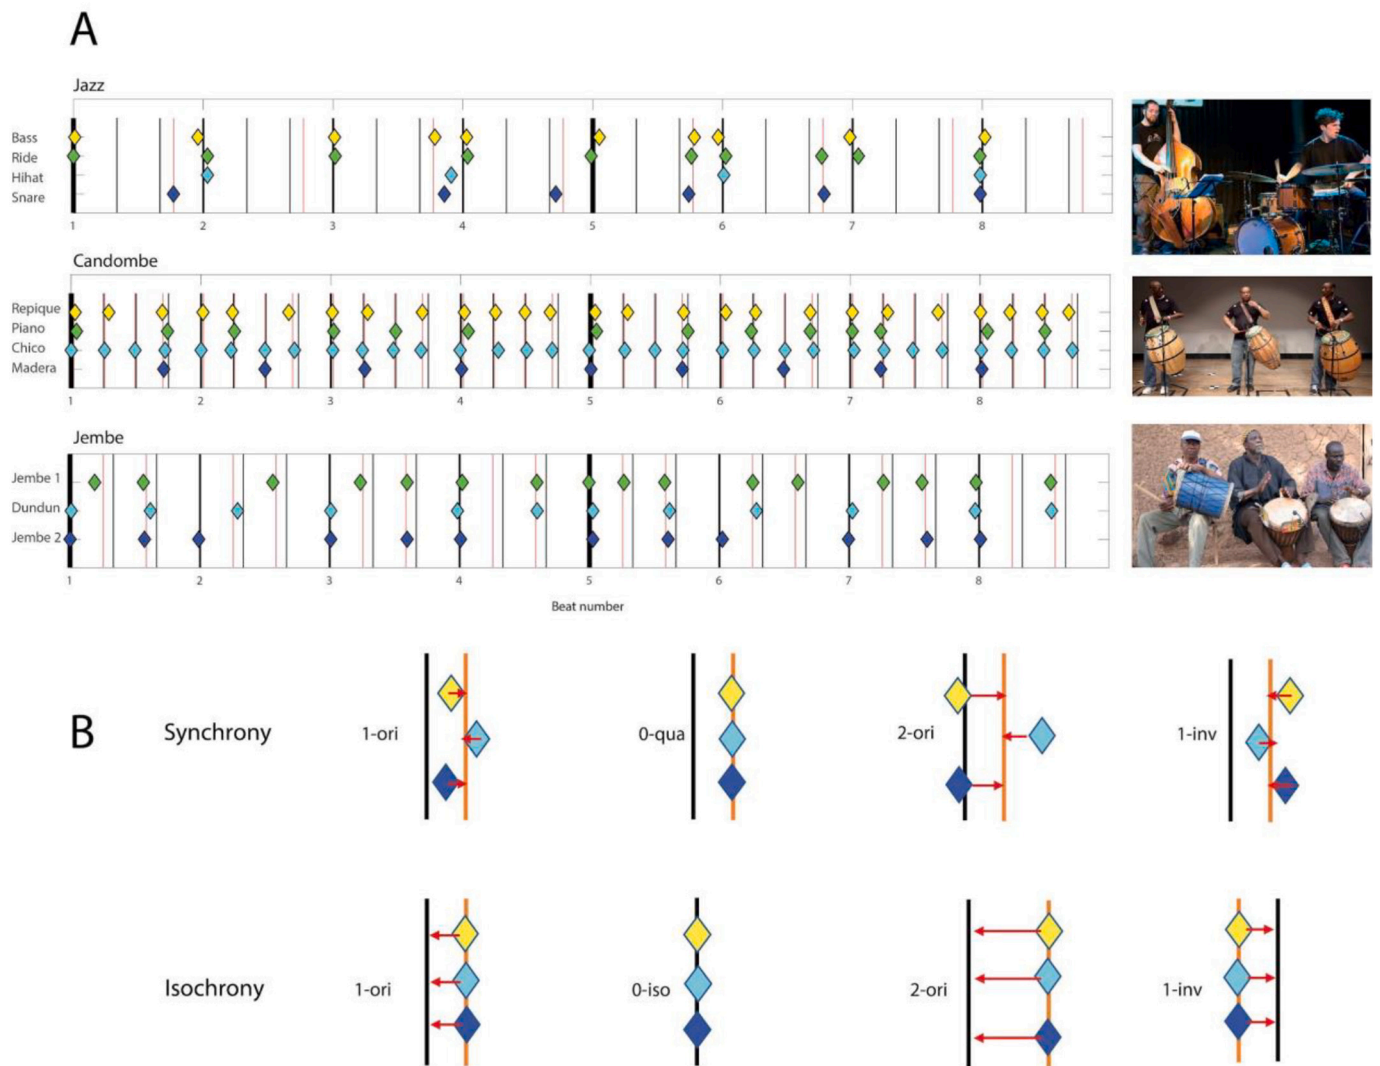 A
Jazz
Bass
Ride
Hihat
Snare
1 2 3 4 5 6 7 8
Candombe
Repique
Piano
Chico
Madera
1 2 3 4 5 6 7 8
Jembe
Jembe 1
Dundun
Jembe 2
1 2 3 4 5 6 7 8
Beat number
B
Synchrony 1-ori 0-qua 2-ori 1-inv
Isochrony 1-ori 0-iso 2-ori 1-inv